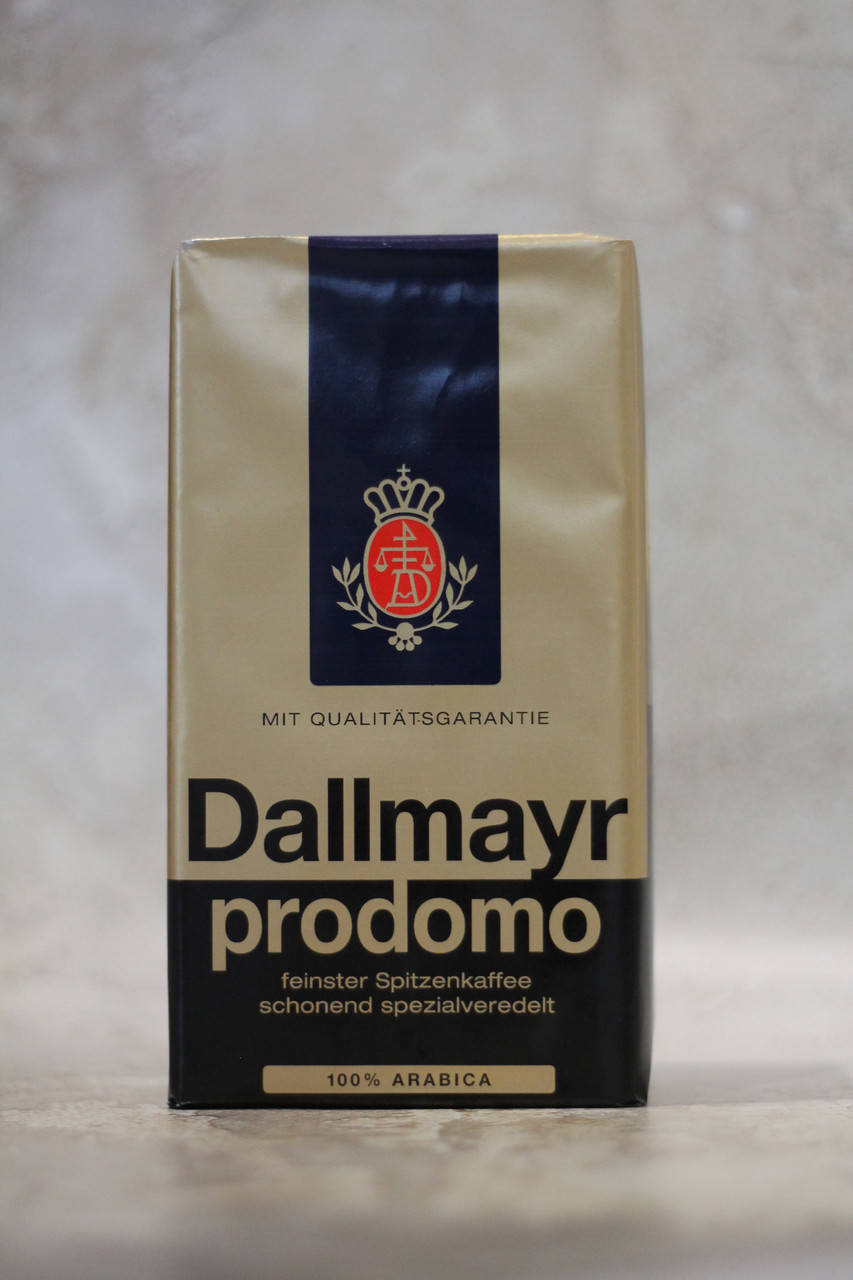 MIT QUALITÄTSGARANTIE
Dallmayr
prodomo
feinster Spitzenkaffee
schonend spezialveredelt
100% ARABICA